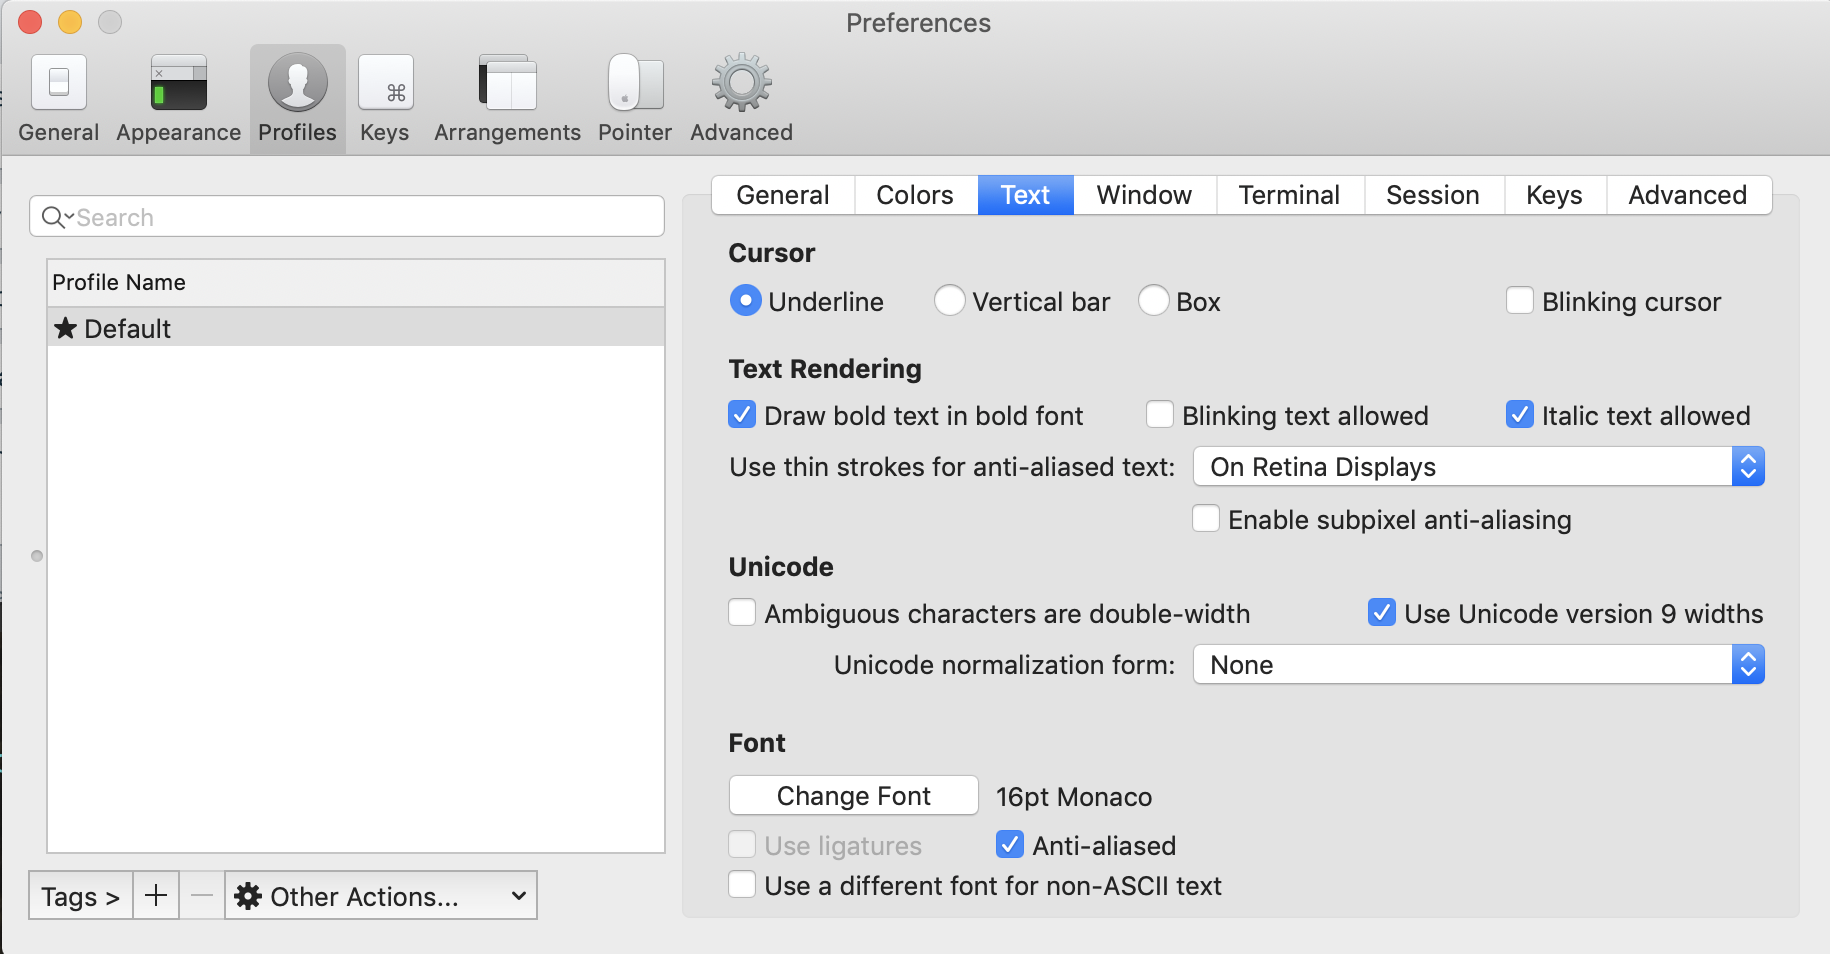 Preferences
General Appearance Profiles Keys Arrangements Pointer Advanced
Search
Profile Name
Default
Tags >
Other Actions...
General Colors Text Window Terminal Session Keys Advanced
Cursor
Underline Vertical bar Box Blinking cursor
Text Rendering
Draw bold text in bold font Blinking text allowed Italic text allowed
Use thin strokes for anti-aliased text: On Retina Displays
Enable subpixel anti-aliasing
Unicode
Ambiguous characters are double-width Use Unicode version 9 widths
Unicode normalization form: None
Font
Change Font 16pt Monaco
Use ligatures Anti-aliased
Use a different font for non-ASCII text